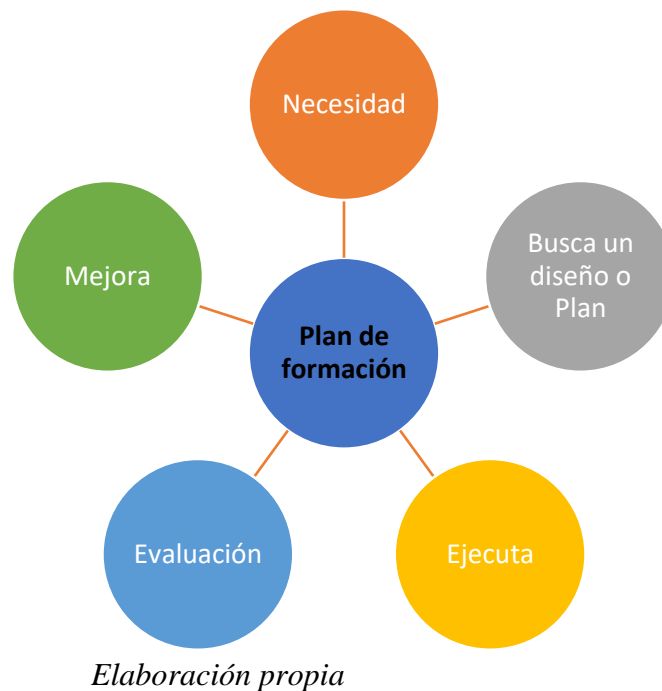 Necesidad
Busca un
diseño o
Plan
Mejora
Plan de
formación
Evaluación
Ejecuta
Elaboración propia